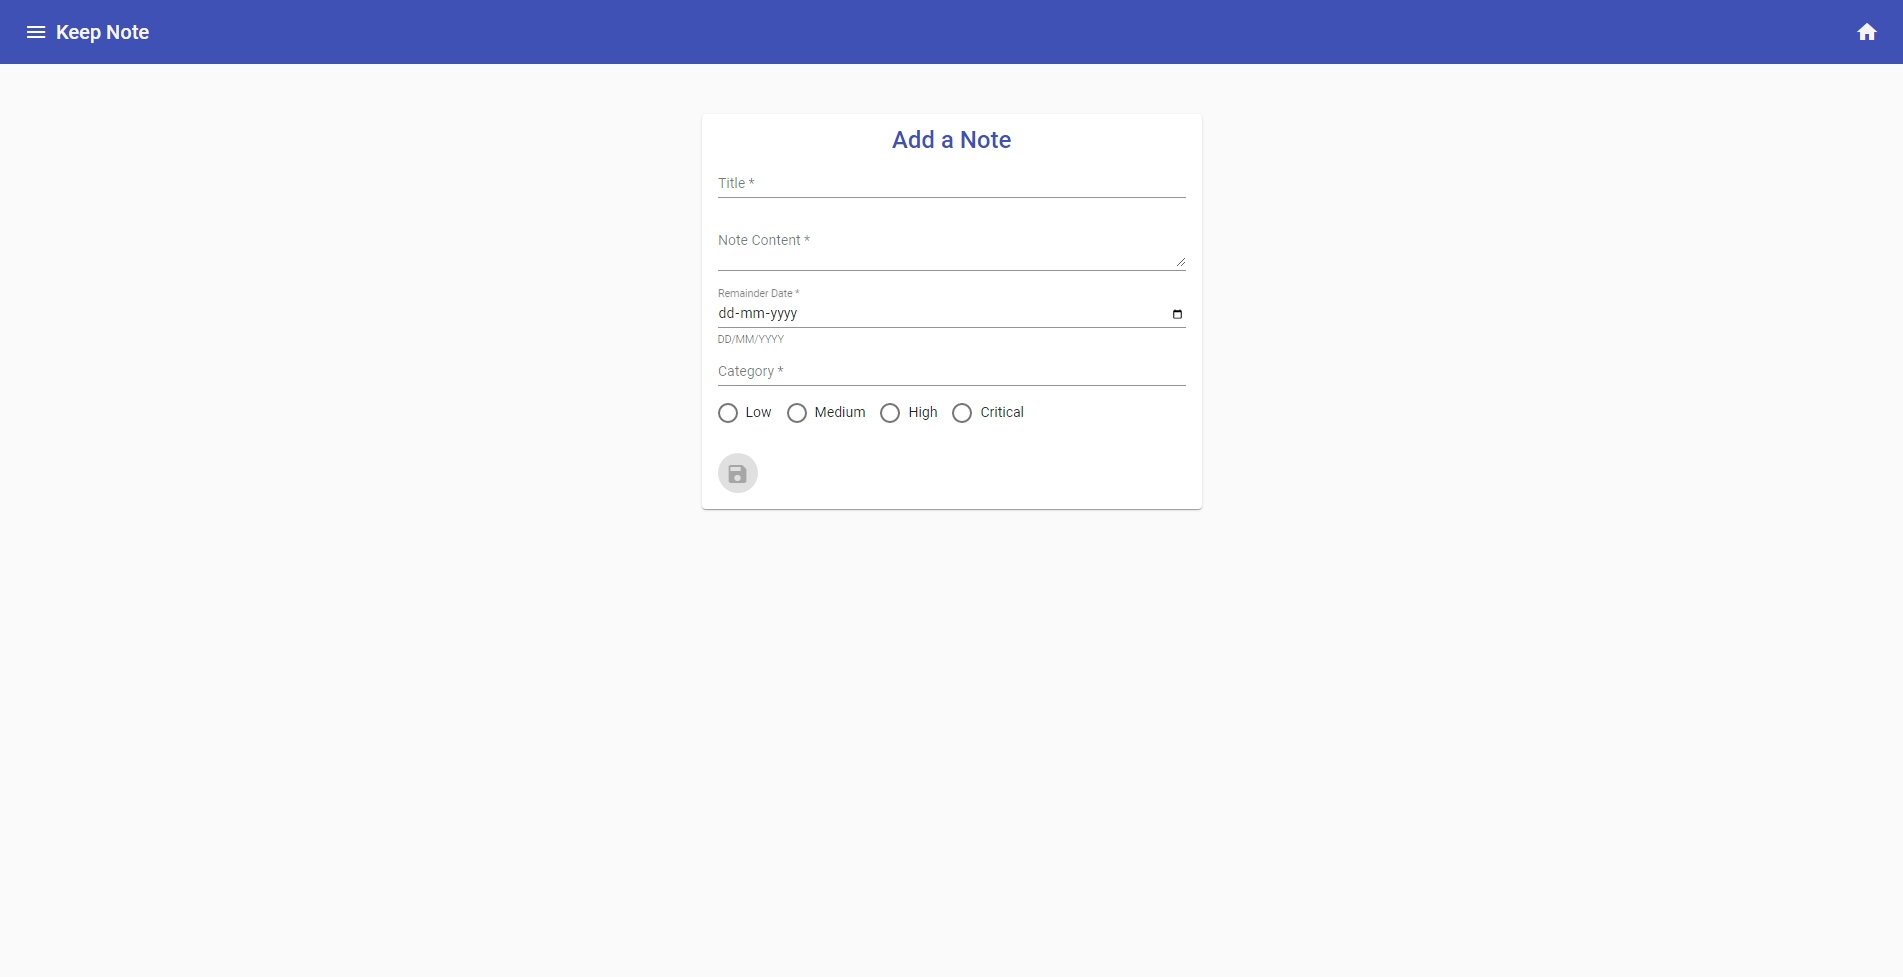 Keep Note
Add a Note
Title *
Note Content *
Remainder Date *
dd-mm-yyyy
DD/MM/YYYY
Category *
Low Medium High Critical